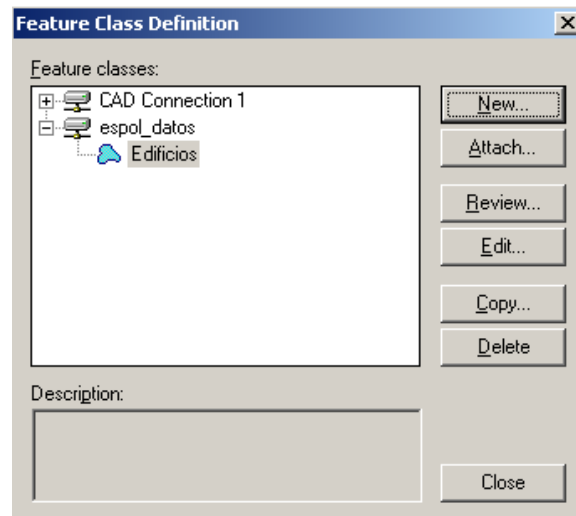 Feature Class Definition
Feature classes:
CAD Connection 1
espol_datos
Edificios
New...
Attach...
Review...
Edit...
Copy...
Delete
Description:
Close